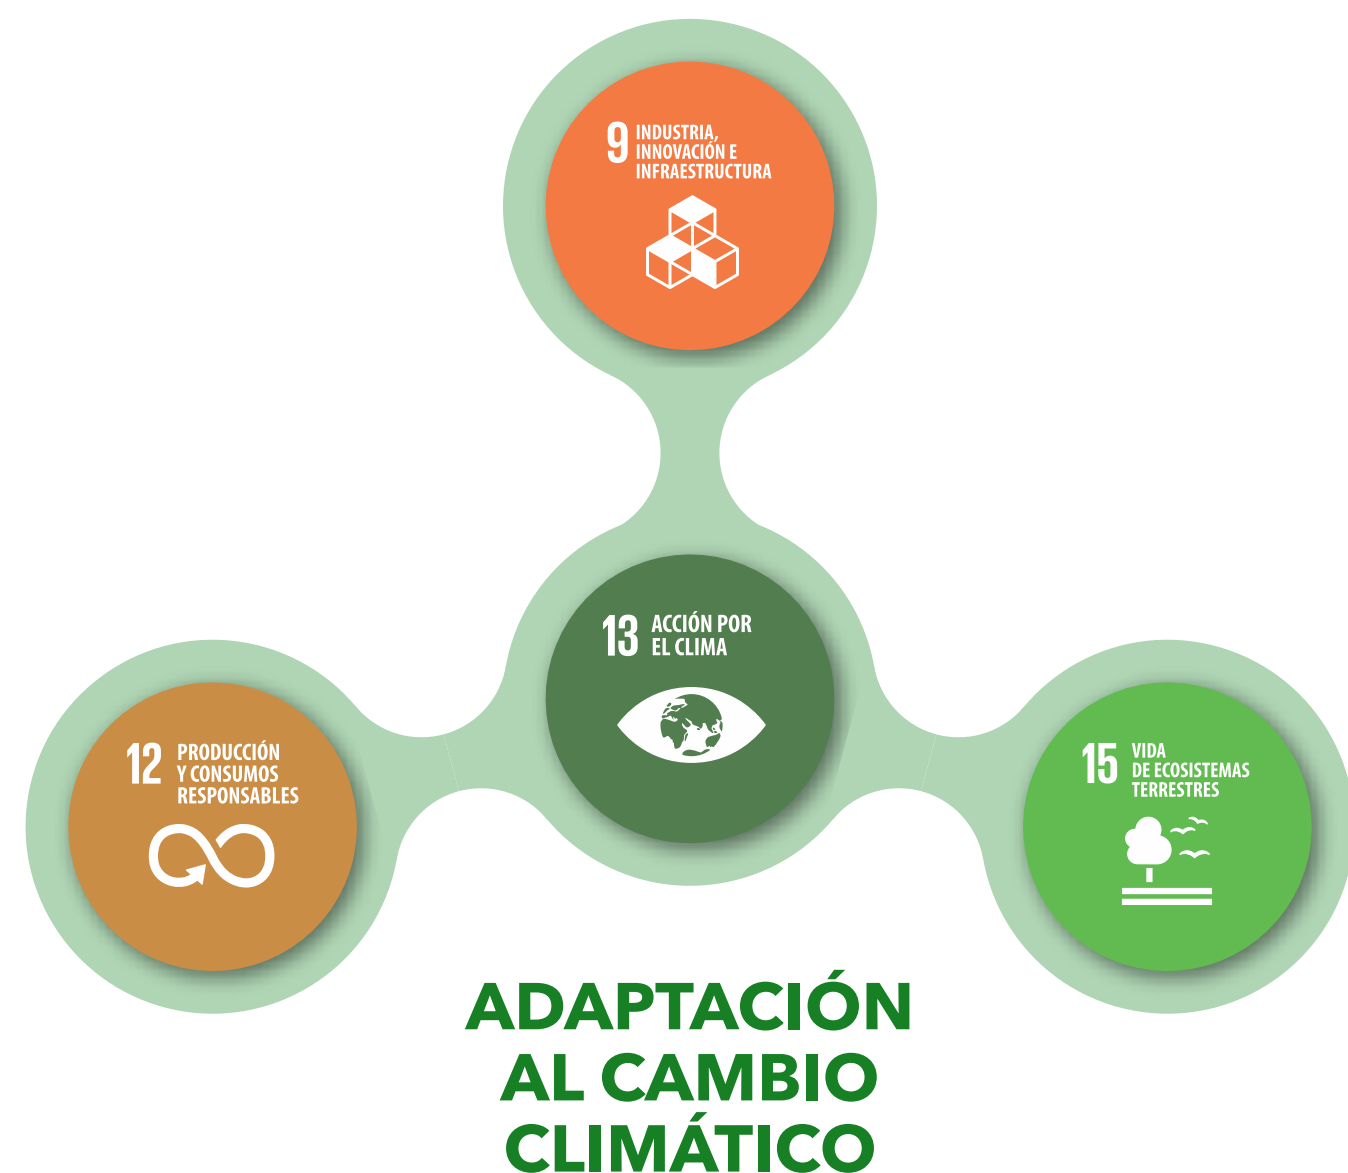 9 INDUSTRIA,
INNOVACIÓN E
INFRAESTRUCTURA
13 ACCIÓN POR
EL CLIMA
12 PRODUCCIÓN
Y CONSUMOS
RESPONSABLES
15 VIDA
DE ECOSISTEMAS
TERRESTRES
ADAPTACIÓN
AL CAMBIO
CLIMÁTICO